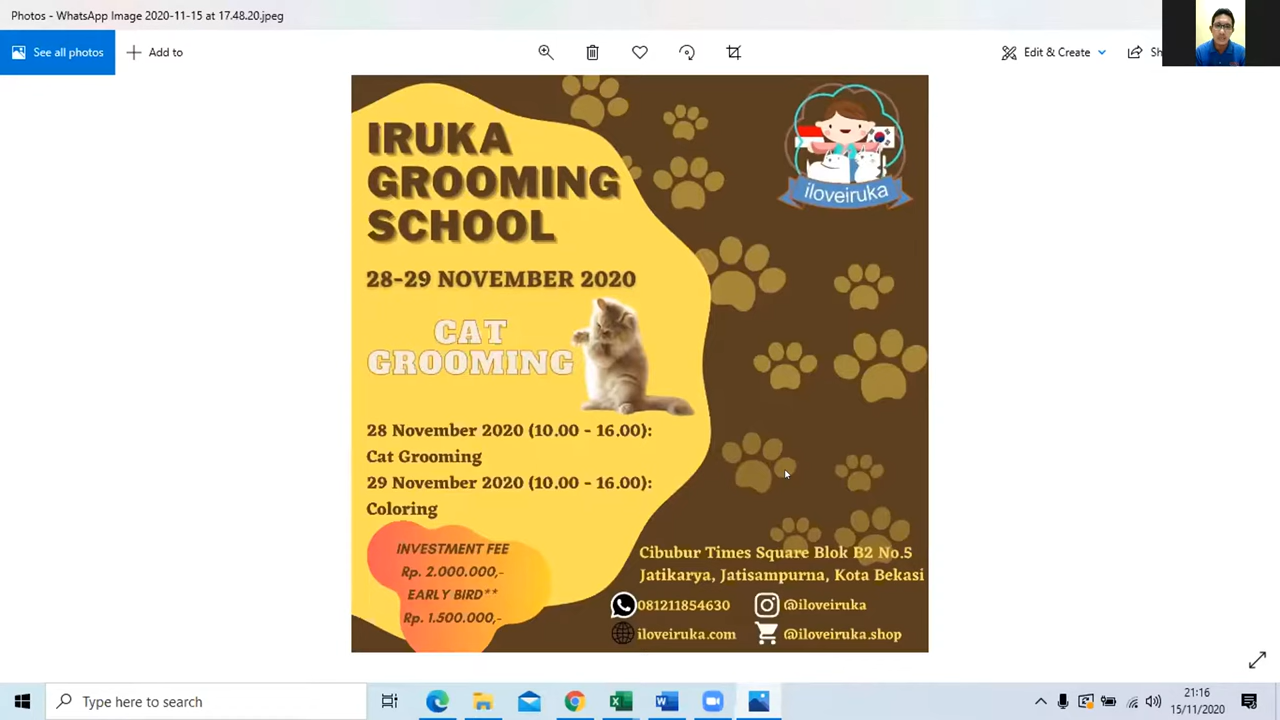 Photos - WhatsApp Image 2020-11-15 at 17.48.20.jpeg
See all photos
Add to
Edit & Create
IRUKA
GROOMING
SCHOOL
iloveiruka
28-29 NOVEMBER 2020
CAT
GROOMING
28 November 2020 (10.00 - 16.00):
Cat Grooming
29 November 2020 (10.00 - 16.00):
Coloring
INVESTMENT FEE
Rp. 2.000.000,-
EARLY BIRD**
Rp. 1.500.000,-
Cibubur Times Square Blok B2 No.5
Jatikarya, Jatisampurna, Kota Bekasi
081211854630
@iloveiruka
iloveiruka.com
@iloveiruka.shop
Type here to search
21:16
15/11/2020